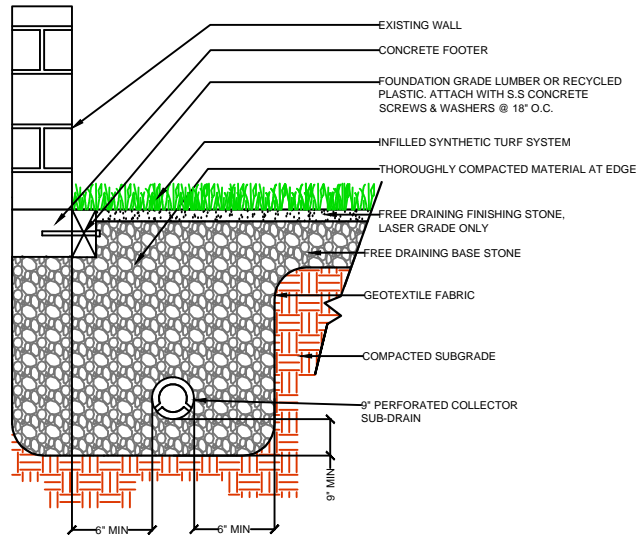 EXISTING WALL
CONCRETE FOOTER
FOUNDATION GRADE LUMBER OR RECYCLED
PLASTIC. ATTACH WITH S.S CONCRETE
SCREWS & WASHERS @ 18" O.C.
INFILLED SYNTHETIC TURF SYSTEM
THOROUGHLY COMPACTED MATERIAL AT EDGE
FREE DRAINING FINISHING STONE,
LASER GRADE ONLY
FREE DRAINING BASE STONE
GEOTEXTILE FABRIC
COMPACTED SUBGRADE
9" PERFORATED COLLECTOR
SUB-DRAIN
9" MIN
6" MIN
6" MIN